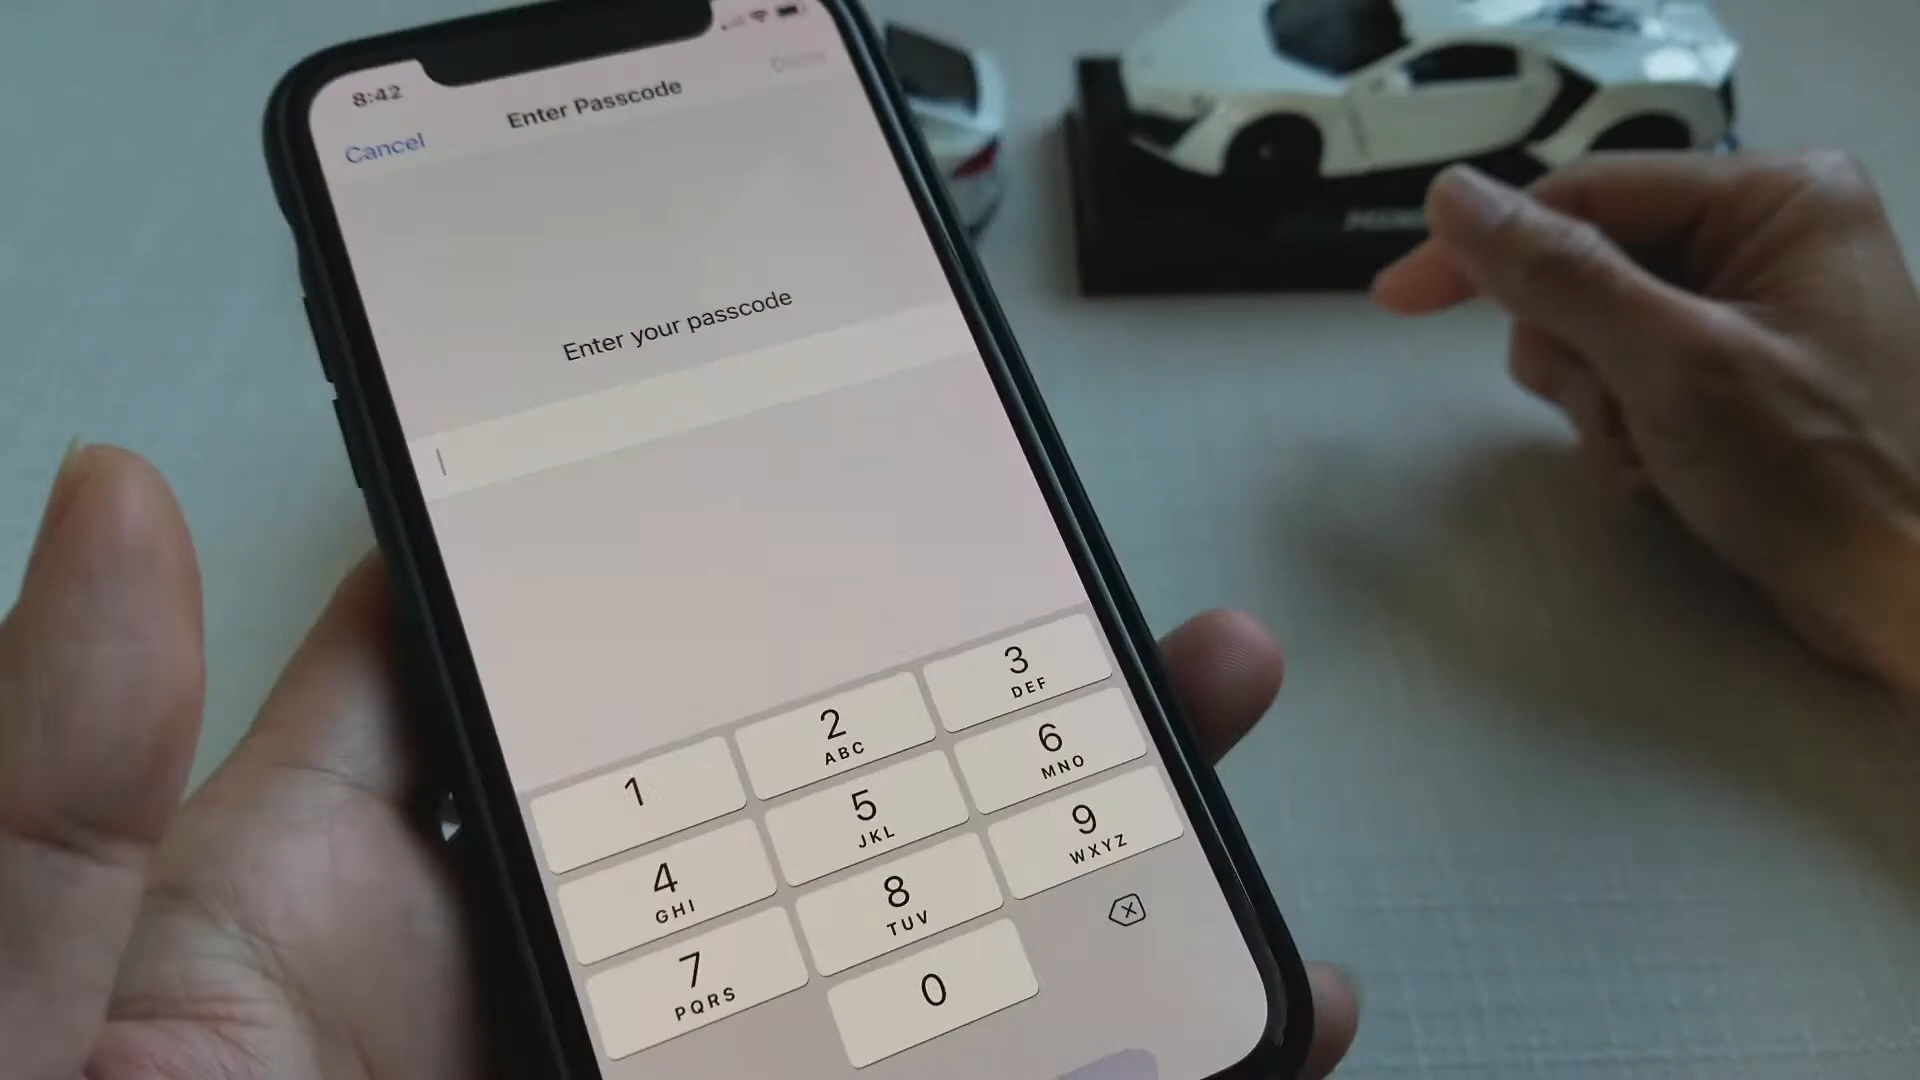 8:42
Cancel
Enter Passcode
Done
Enter your passcode
1
2
ABC
3
DEF
4
GHI
5
JKL
6
MNO
7
PQRS
8
TUV
9
WXYZ
0